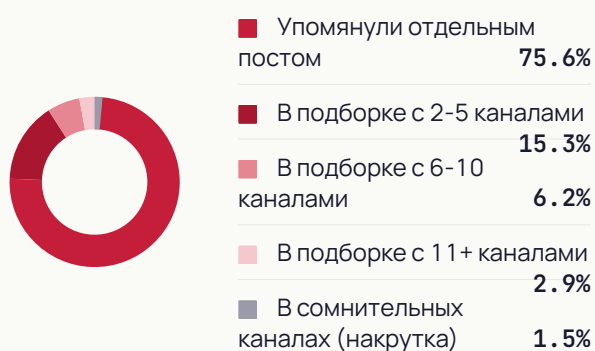 Упомянули отдельным
постом 75.6%
В подборке с 2-5 каналами
15.3%
В подборке с 6-10
каналами 6.2%
В подборке с 11+ каналами
2.9%
В сомнительных
каналах (накрутка) 1.5%